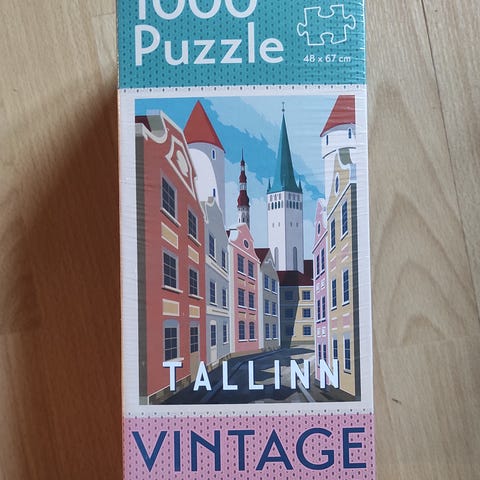 1000
Puzzle
48 x 67 cm
TALLINN
VINTAGE